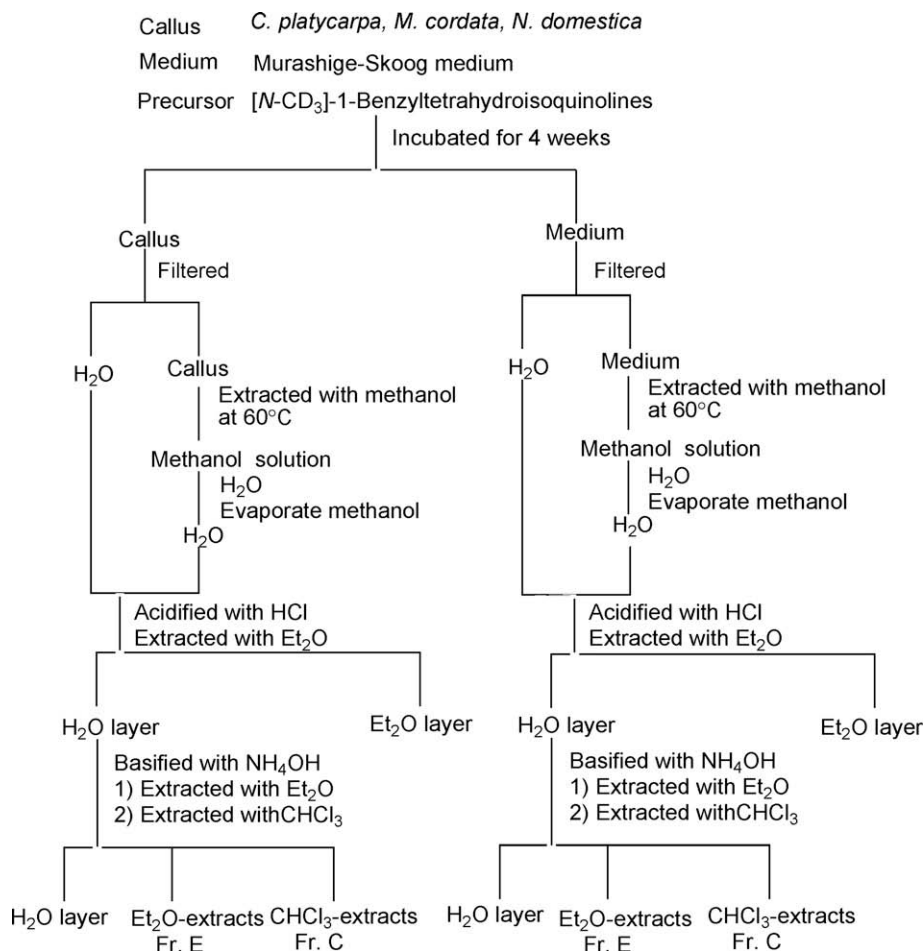 Callus C. platycarpa, M. cordata, N. domestica
Medium Murashige-Skoog medium
Precursor [N-CD₃]-1-Benzyltetrahydroisoquinolines
Incubated for 4 weeks
Callus
Filtered
H₂O
Callus
Extracted with methanol
at 60°C
Methanol solution
H₂O
Evaporate methanol
H₂O
Acidified with HCl
Extracted with Et₂O
H₂O layer
Et₂O layer
Basified with NH₄OH
1) Extracted with Et₂O
2) Extracted withCHCl₃
H₂O layer
Et₂O-extracts
Fr. E
CHCl₃-extracts
Fr. C
Medium
Filtered
H₂O
Medium
Extracted with methanol
at 60°C
Methanol solution
H₂O
Evaporate methanol
H₂O
Acidified with HCl
Extracted with Et₂O
H₂O layer
Et₂O layer
Basified with NH₄OH
1) Extracted with Et₂O
2) Extracted withCHCl₃
H₂O layer
Et₂O-extracts
Fr. E
CHCl₃-extracts
Fr. C